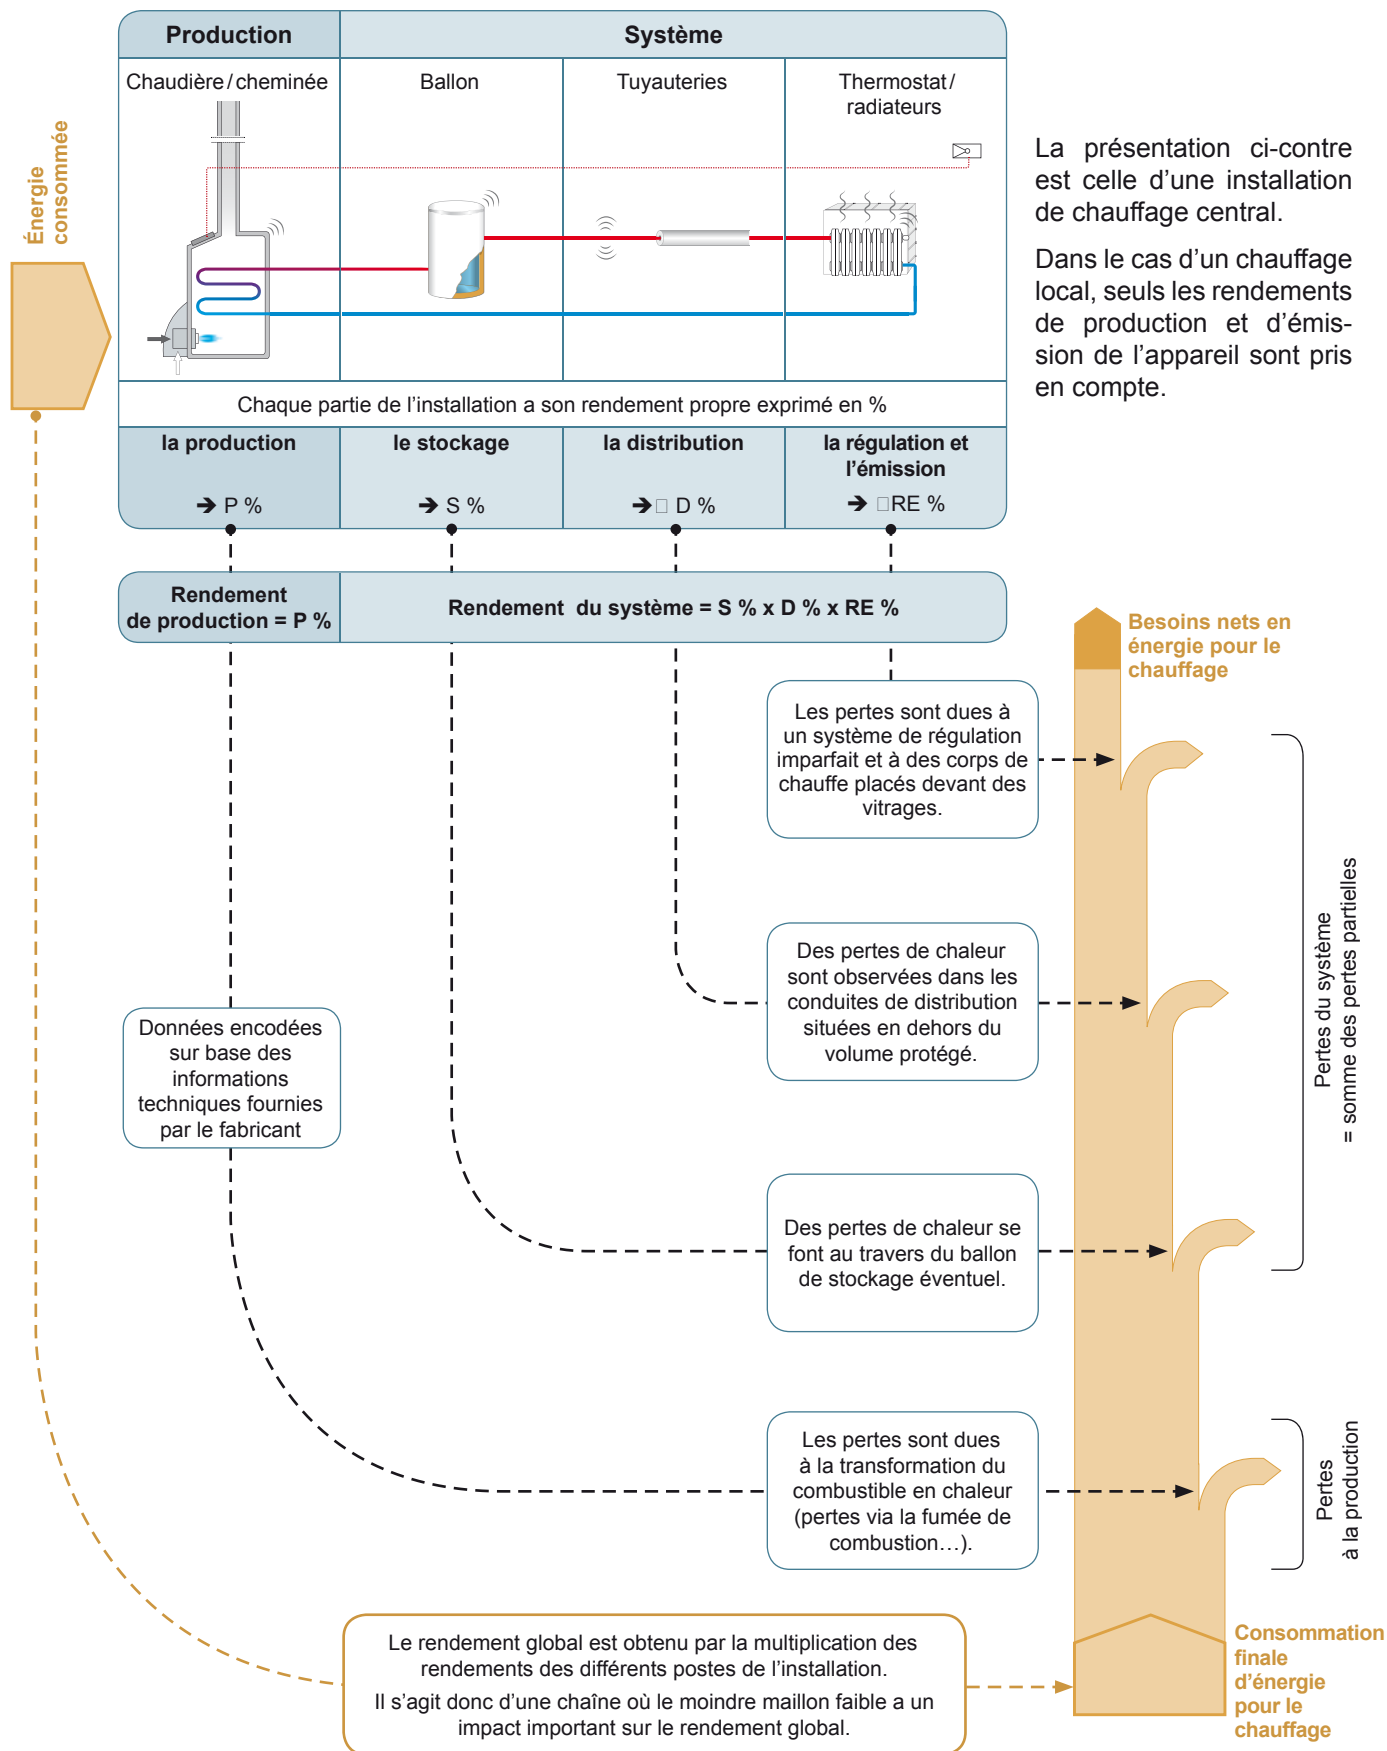 Énergie
consommée
Production
Système
Chaudière / cheminée
Ballon
Tuyauteries
Thermostat /
radiateurs
Chaque partie de l'installation a son rendement propre exprimé en %
la production
➔ P %
le stockage
➔ S %
la distribution
➔□ D %
la régulation et
l'émission
➔ □RE %
La présentation ci-contre
est celle d'une installation
de chauffage central.
Dans le cas d'un chauffage
local, seuls les rendements
de production et d'émis-
sion de l'appareil sont pris
en compte.
Rendement
de production = P %
Rendement du système = S % x D % x RE %
Besoins nets en
énergie pour le
chauffage
Les pertes sont dues à
un système de régulation
imparfait et à des corps de
chauffe placés devant des
vitrages.
Des pertes de chaleur
sont observées dans les
conduites de distribution
situées en dehors du
volume protégé.
Données encodées
sur base des
informations
techniques fournies
par le fabricant
Des pertes de chaleur se
font au travers du ballon
de stockage éventuel.
Pertes du système
= somme des pertes partielles
Les pertes sont dues
à la transformation du
combustible en chaleur
(pertes via la fumée de
combustion…).
Pertes
à la production
Le rendement global est obtenu par la multiplication des
rendements des différents postes de l'installation.
Il s'agit donc d'une chaîne où le moindre maillon faible a un
impact important sur le rendement global.
Consommation
finale
d'énergie
pour le
chauffage